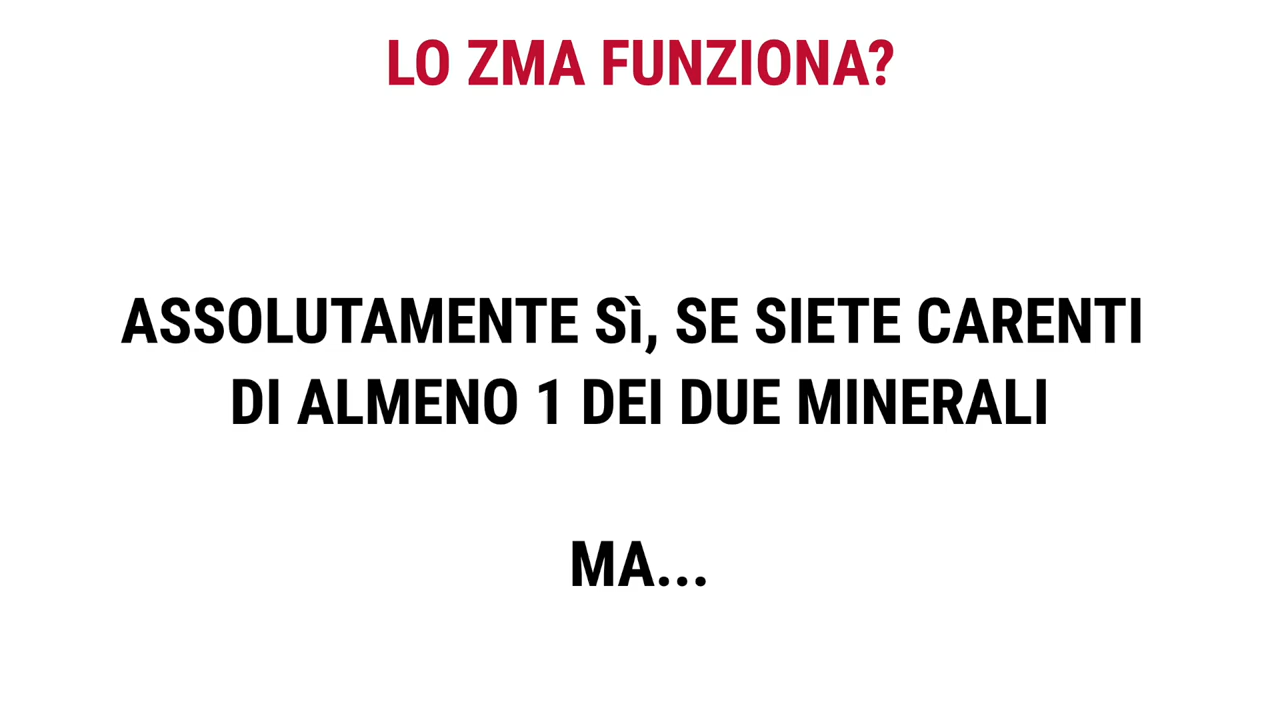 LO ZMA FUNZIONA?
ASSOLUTAMENTE Sì, SE SIETE CARENTI
DI ALMENO 1 DEI DUE MINERALI
MA...